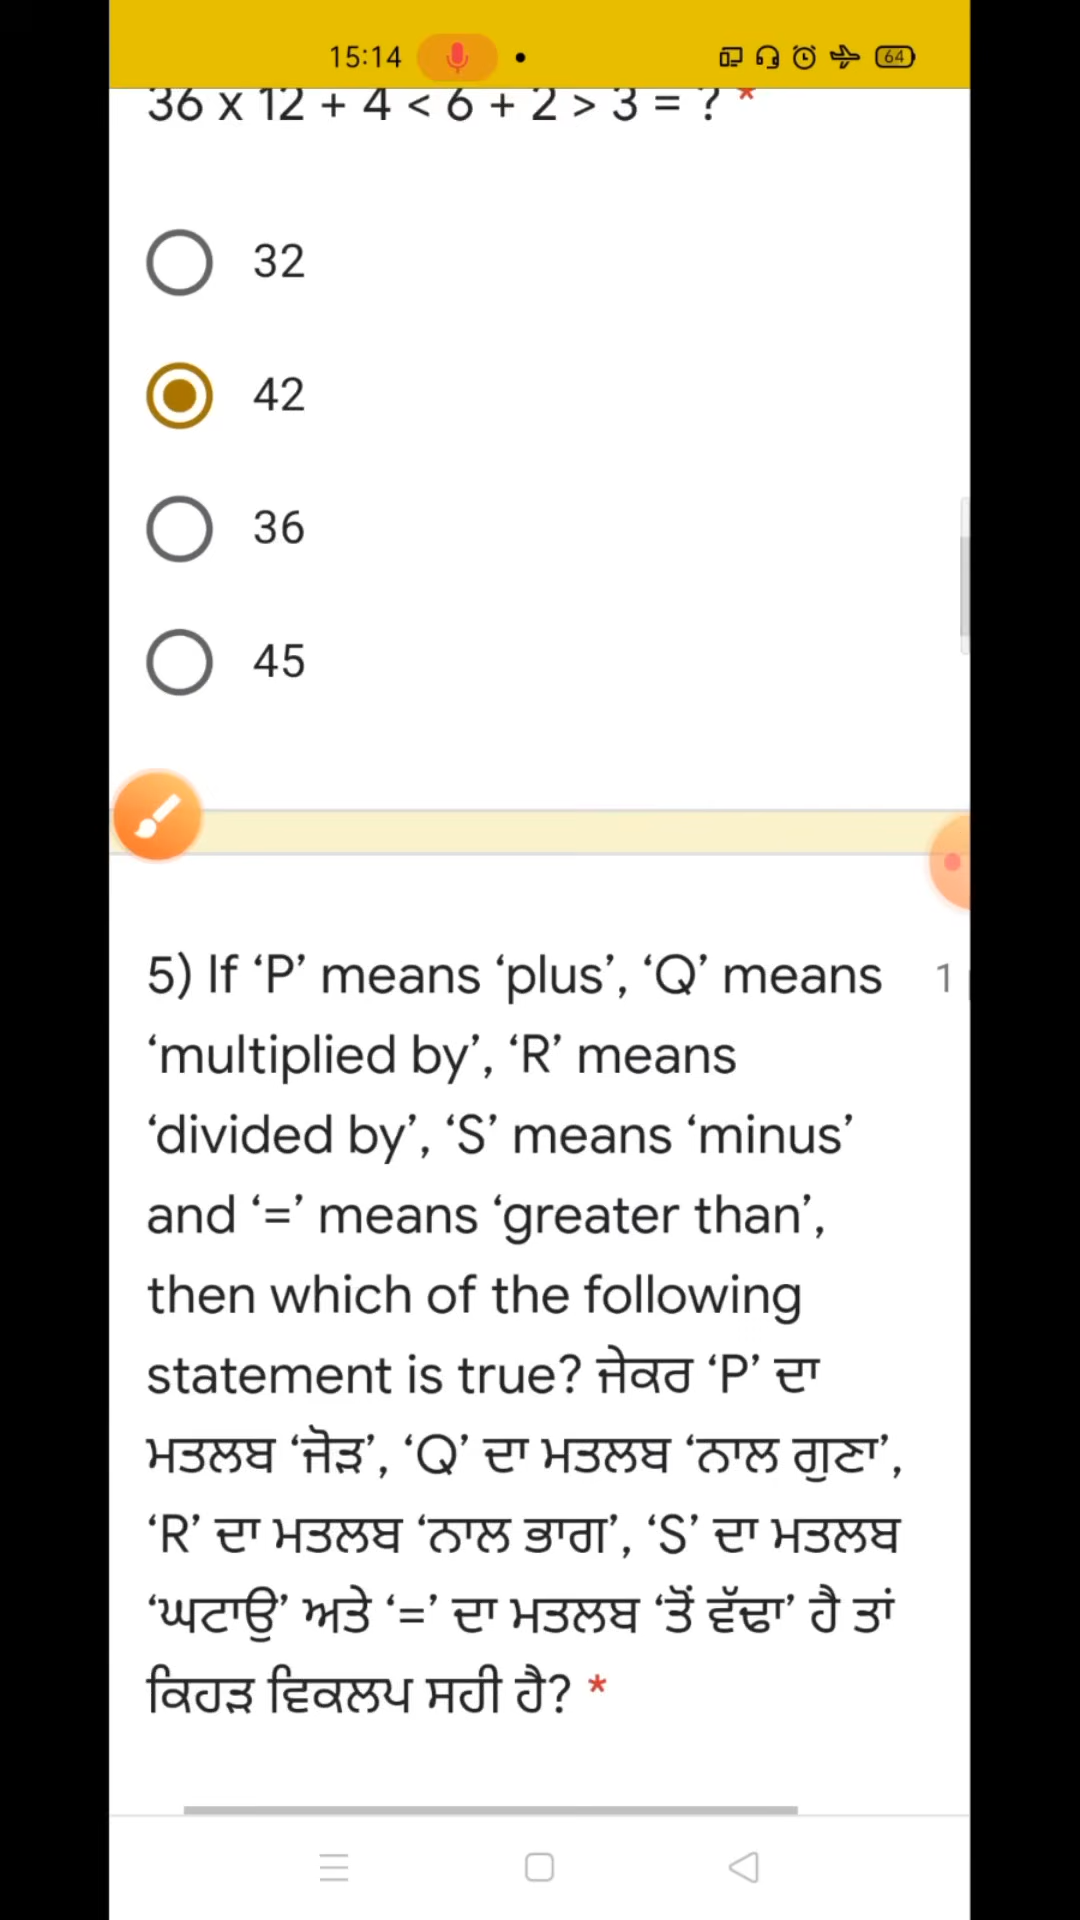 15:14
64
36 x 12 + 4 < 6 + 2 > 3 = ? *
32
42
36
45
5) If ‘P’ means ‘plus’, ‘Q’ means
1
‘multiplied by’, ‘R’ means
‘divided by’, ‘S’ means ‘minus’
and ‘=’ means ‘greater than’,
then which of the following
statement is true? ਜੇਕਰ ‘P’ ਦਾ
ਮਤਲਬ ‘ਜੋੜ’, ‘Q’ ਦਾ ਮਤਲਬ ‘ਨਾਲ ਗੁਣਾ’,
‘R’ ਦਾ ਮਤਲਬ ‘ਨਾਲ ਭਾਗ’, ‘S’ ਦਾ ਮਤਲਬ
‘ਘਟਾਉ’ ਅਤੇ ‘=’ ਦਾ ਮਤਲਬ ‘ਤੋਂ ਵੱਢਾ’ ਹੈ ਤਾਂ
ਕਿਹੜ ਵਿਕਲਪ ਸਹੀ ਹੈ? *